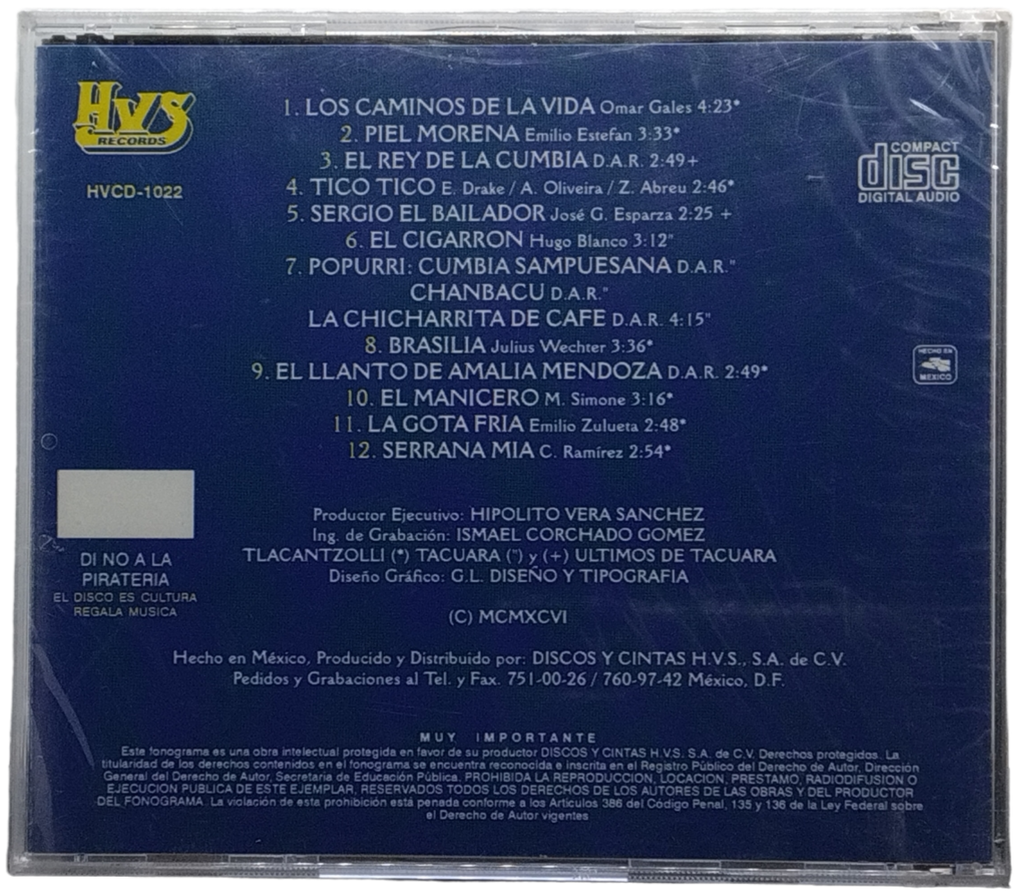 HVS
RECORDS
HVCD-1022
COMPACT
disc
DIGITAL AUDIO
1. LOS CAMINOS DE LA VIDA Omar Gales 4:23*
2. PIEL MORENA Emilio Estefan 3:33*
3. EL REY DE LA CUMBIA D.A.R. 2:49+
4. TICO TICO E. Drake / A. Oliveira / Z. Abreu 2:46*
5. SERGIO EL BAILADOR José G. Esparza 2:25 +
6. EL CIGARRON Hugo Blanco 3:12"
7. POPURRI: CUMBIA SAMPUESANA D.A.R."
CHANBACU D.A.R."
LA CHICHARRITA DE CAFE D.A.R. 4:15"
8. BRASILIA Julius Wechter 3:36*
9. EL LLANTO DE AMALIA MENDOZA D.A.R. 2:49*
10. EL MANICERO M. Simone 3:16*
11. LA GOTA FRIA Emilio Zulueta 2:48*
12. SERRANA MIA C. Ramírez 2:54*
HECHO EN
MEXICO
Productor Ejecutivo: HIPOLITO VERA SANCHEZ
Ing. de Grabación: ISMAEL CORCHADO GOMEZ
TLACANTZOLLI (*) TACUARA (") y (+) ULTIMOS DE TACUARA
Diseño Gráfico: G.L. DISEÑO Y TIPOGRAFIA
DI NO A LA
PIRATERIA
EL DISCO ES CULTURA
REGALA MUSICA
(C) MCMXCVI
Hecho en México, Producido y Distribuido por: DISCOS Y CINTAS H.V.S., S.A. de C.V.
Pedidos y Grabaciones al Tel. y Fax. 751-00-26 / 760-97-42 México, D.F.
MUY IMPORTANTE
Este fonograma es una obra intelectual protegida en favor de su productor DISCOS Y CINTAS H.V.S. S.A. de C.V. Derechos protegidos. La
titularidad de los derechos contenidos en el fonograma se encuentra reconocida e inscrita en el Registro Público del Derecho de Autor, Dirección
General del Derecho de Autor, Secretaría de Educación Pública. PROHIBIDA LA REPRODUCCION, LOCACION, PRESTAMO, RADIODIFUSION O
EJECUCION PUBLICA DE ESTE EJEMPLAR, RESERVADOS TODOS LOS DERECHOS DE LOS AUTORES DE LAS OBRAS Y DEL PRODUCTOR
DEL FONOGRAMA. La violación de esta prohibición está penada conforme a los Artículos 386 del Código Penal, 135 y 136 de la Ley Federal sobre
el Derecho de Autor vigentes